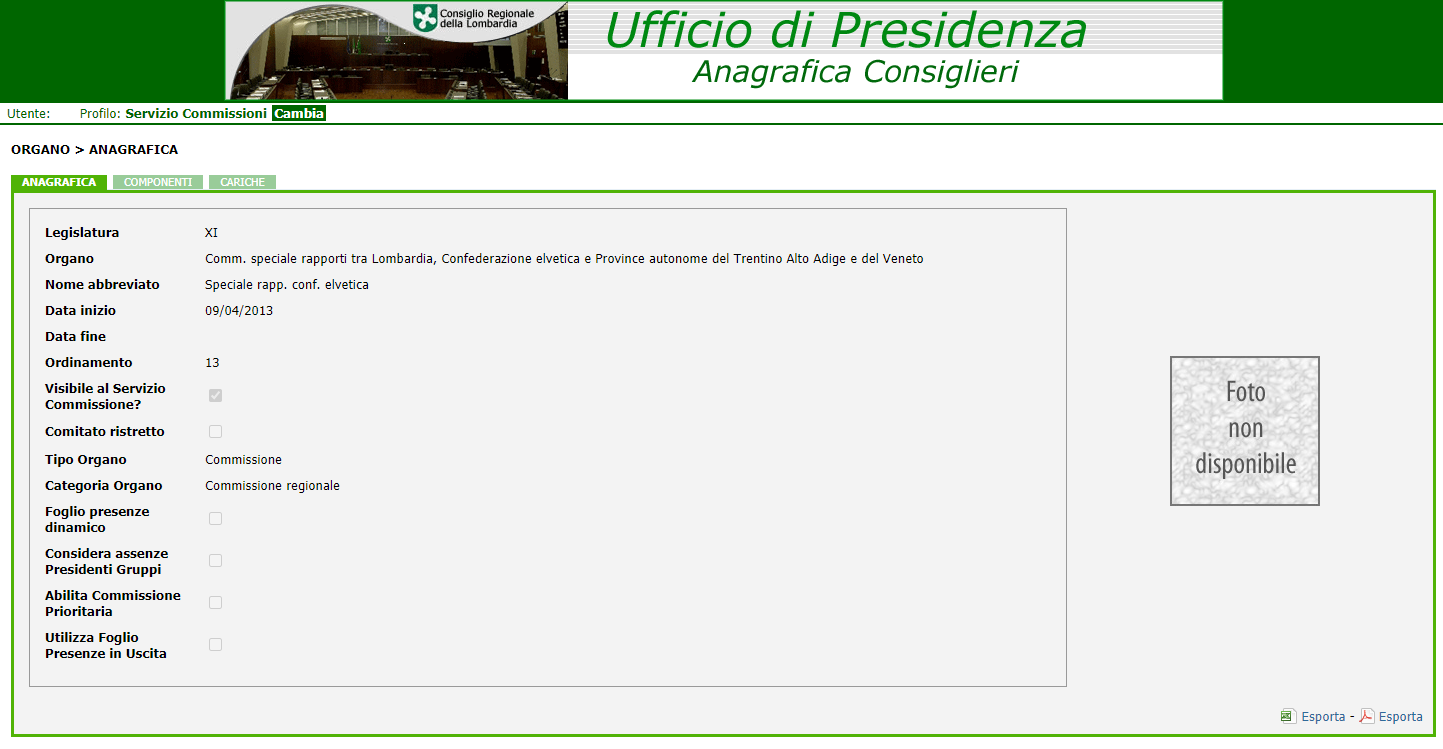 Consiglio Regionale
della Lombardia
Ufficio di Presidenza
Anagrafica Consiglieri
Utente: Profilo: Servizio Commissioni Cambia
ORGANO > ANAGRAFICA
ANAGRAFICA COMPONENTI CARICHE
Legislatura XI
Organo Comm. speciale rapporti tra Lombardia, Confederazione elvetica e Province autonome del Trentino Alto Adige e del Veneto
Nome abbreviato Speciale rapp. conf. elvetica
Data inizio 09/04/2013
Data fine
Ordinamento 13
Visibile al Servizio
Commissione?
Comitato ristretto
Tipo Organo Commissione
Categoria Organo Commissione regionale
Foglio presenze
dinamico
Considera assenze
Presidenti Gruppi
Abilita Commissione
Prioritaria
Utilizza Foglio
Presenze in Uscita
Foto
non
disponibile
Esporta - Esporta